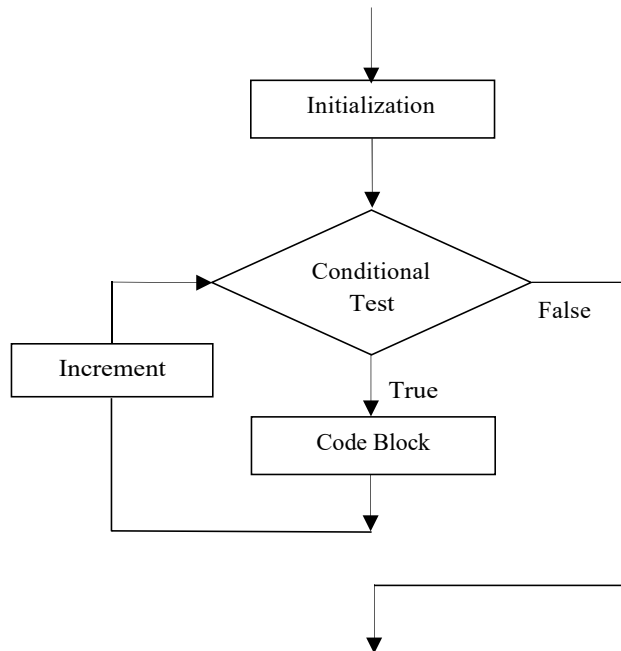 Initialization
Conditional
Test
False
Increment
True
Code Block